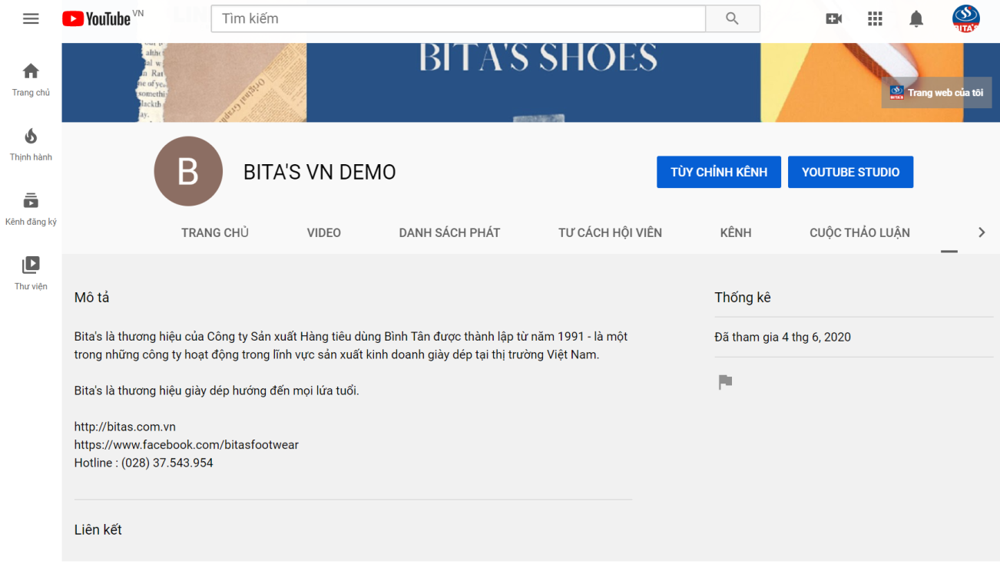 YouTube VN
Tìm kiếm
BITA'S
BITA'S SHOES
Original Graphic
Trang web của tôi
Trang chủ
Thịnh hành
Kênh đăng ký
Thư viện
B
BITA'S VN DEMO
TÙY CHỈNH KÊNH
YOUTUBE STUDIO
TRANG CHỦ
VIDEO
DANH SÁCH PHÁT
TƯ CÁCH HỘI VIÊN
KÊNH
CUỘC THẢO LUẬN
Mô tả
Bita's là thương hiệu của Công ty Sản xuất Hàng tiêu dùng Bình Tân được thành lập từ năm 1991 - là một
trong những công ty hoạt động trong lĩnh vực sản xuất kinh doanh giày dép tại thị trường Việt Nam.
Bita's là thương hiệu giày dép hướng đến mọi lứa tuổi.
http://bitas.com.vn
https://www.facebook.com/bitasfootwear
Hotline : (028) 37.543.954
Liên kết
Thống kê
Đã tham gia 4 thg 6, 2020